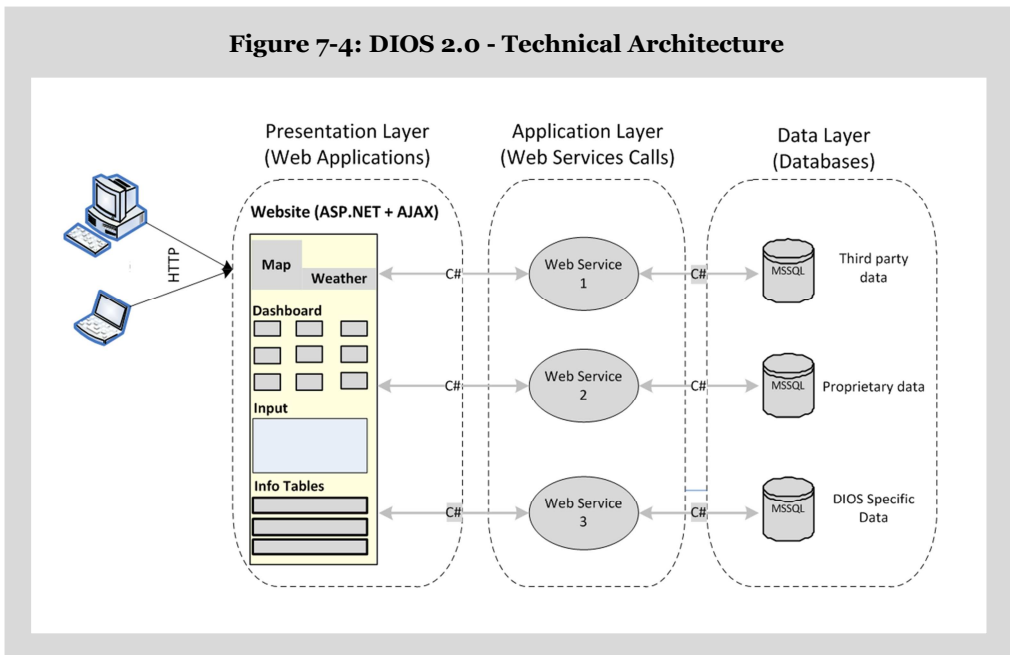 Figure 7-4: DIOS 2.0 - Technical Architecture
Presentation Layer
(Web Applications)
Application Layer
(Web Services Calls)
Data Layer
(Databases)
HTTP
Website (ASP.NET + AJAX)
Map
Weather
Dashboard
Input
Info Tables
C#
Web Service
1
C#
MSSQL
Third party
data
C#
Web Service
2
C#
MSSQL
Proprietary data
C#
Web Service
3
C#
MSSQL
DIOS Specific
Data